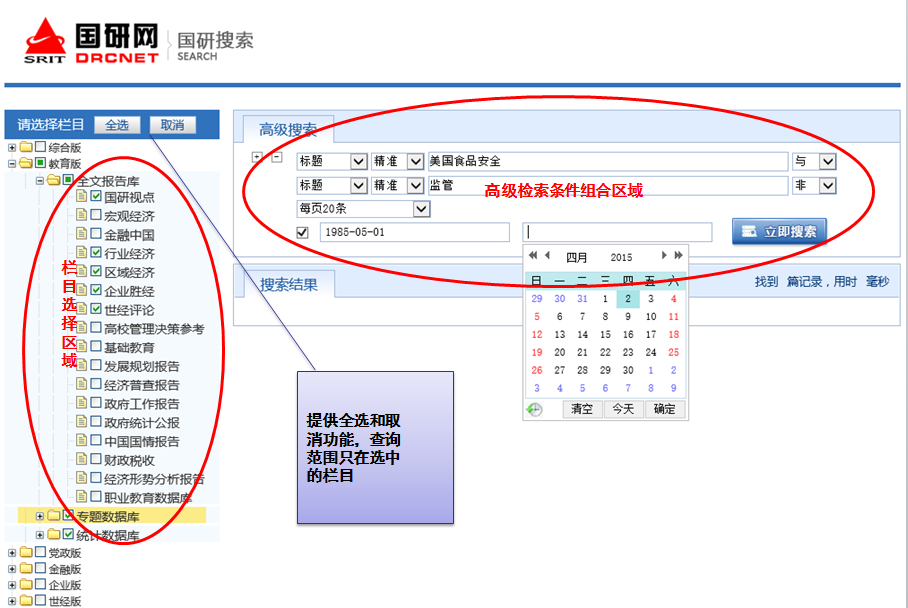 国研网
国研搜索
SRIT
DRCNET
SEARCH
请选择栏目
全选
取消
综合版
教育版
全文报告库
国研视点
宏观经济
金融中国
行业经济
区域经济
企业胜经
世经评论
高校管理决策参考
基础教育
发展规划报告
经济普查报告
政府工作报告
政府统计公报
中国国情报告
财政税收
经济形势分析报告
职业教育数据库
专题数据库
统计数据库
党政版
金融版
企业版
世经版
栏目选择区域
高级搜索
标题 精准 美国食品安全 与
标题 精准 监管 非
高级检索条件组合区域
每页20条
1985-05-01
立即搜索
搜索结果
找到 篇记录，用时 毫秒
四月 2015
日 一 二 三 四 五 六
29 30 31 1 2 3 4
5 6 7 8 9 10 11
12 13 14 15 16 17 18
19 20 21 22 23 24 25
26 27 28 29 30 1 2
3 4 5 6 7 8 9
清空 今天 确定
提供全选和取
消功能，查询
范围只在选中
的栏目